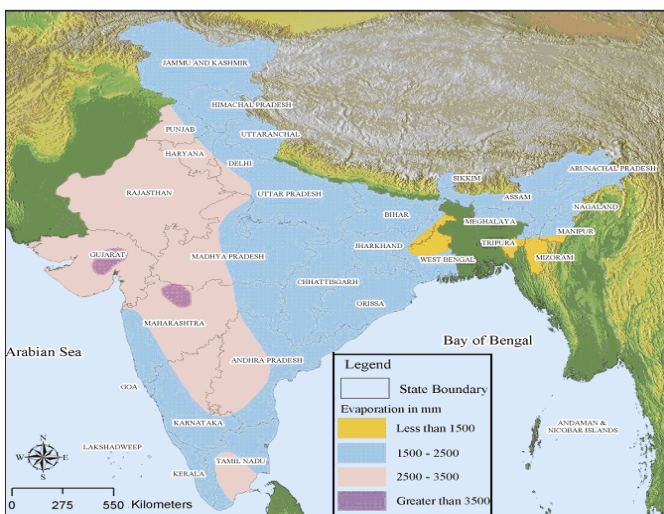 JAMMU AND KASHMIR
HIMACHAL PRADESH
PUNJAB
UTTARANCHAL
HARYANA
DELHI
ARUNACHAL PRADESH
SIKKIM
RAJASTHAN
UTTAR PRADESH
ASSAM
NAGALAND
BIHAR
MEGHALAYA
MANIPUR
JHARKHAND
TRIPURA
GUJARAT
MADHYA PRADESH
WEST BENGAL
MIZORAM
CHHATTISGARH
ORISSA
MAHARASHTRA
Arabian Sea
Bay of Bengal
ANDHRA PRADESH
GOA
KARNATAKA
LAKSHADWEEP
TAMIL NADU
KERALA
ANDAMAN &
NICOBAR ISLANDS
N
W E
S
0 275 550 Kilometers
Legend
State Boundary
Evaporation in mm
Less than 1500
1500 - 2500
2500 - 3500
Greater than 3500